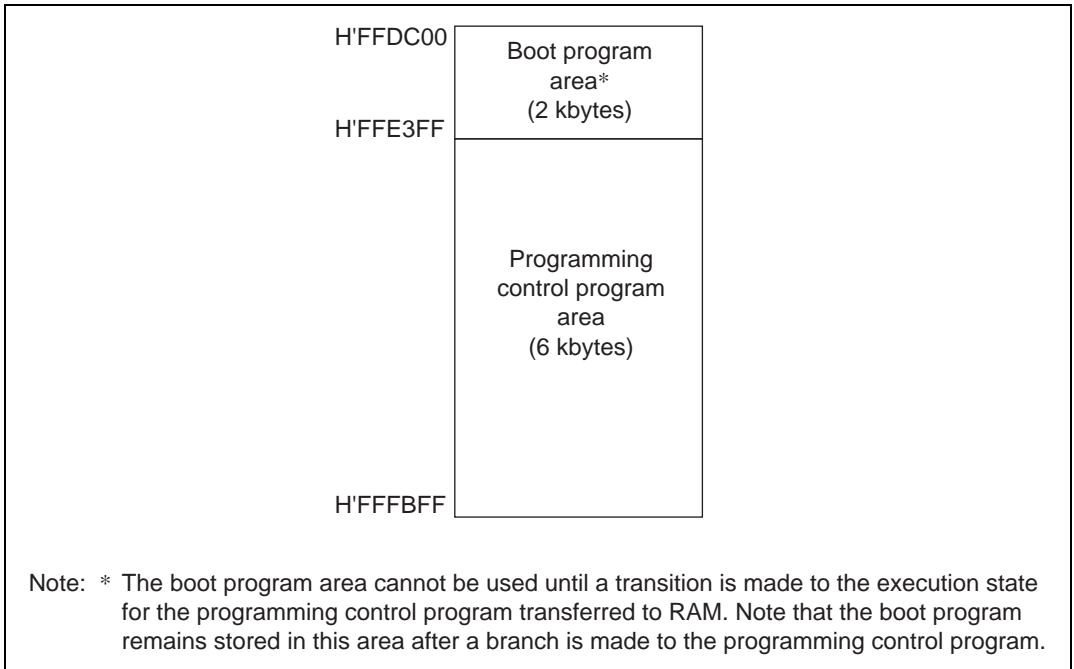 H'FFDC00
Boot program
area*
(2 kbytes)
H'FFE3FF
Programming
control program
area
(6 kbytes)
H'FFFBFF
Note: * The boot program area cannot be used until a transition is made to the execution state
for the programming control program transferred to RAM. Note that the boot program
remains stored in this area after a branch is made to the programming control program.